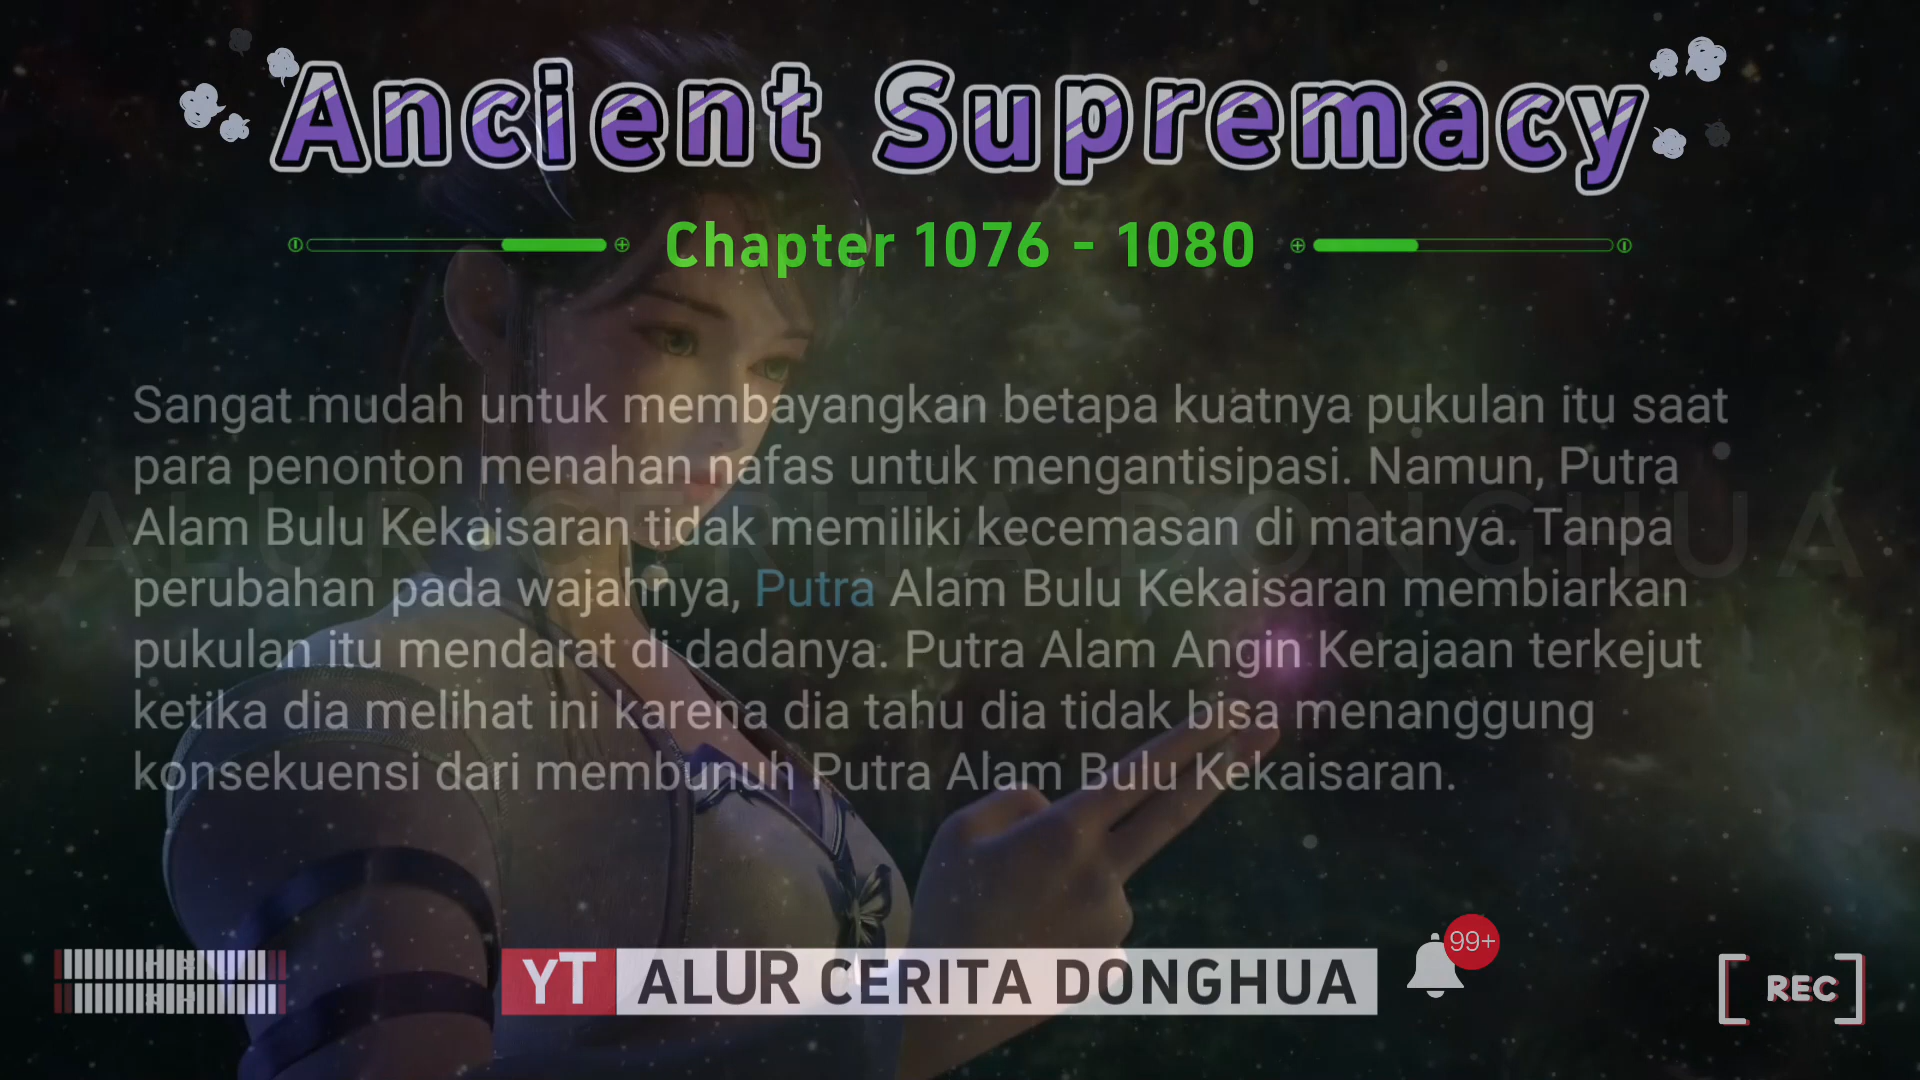 Ancient Supremacy
Chapter 1076 - 1080
Sangat mudah untuk membayangkan betapa kuatnya pukulan itu saat
para penonton menahan nafas untuk mengantisipasi. Namun, Putra
Alam Bulu Kekaisaran tidak memiliki kecemasan di matanya. Tanpa
perubahan pada wajahnya, Putra Alam Bulu Kekaisaran membiarkan
pukulan itu mendarat di dadanya. Putra Alam Angin Kerajaan terkejut
ketika dia melihat ini karena dia tahu dia tidak bisa menanggung
konsekuensi dari membunuh Putra Alam Bulu Kekaisaran.
ALUR CERITA DONGHUA
YT ALUR CERITA DONGHUA
99+
REC